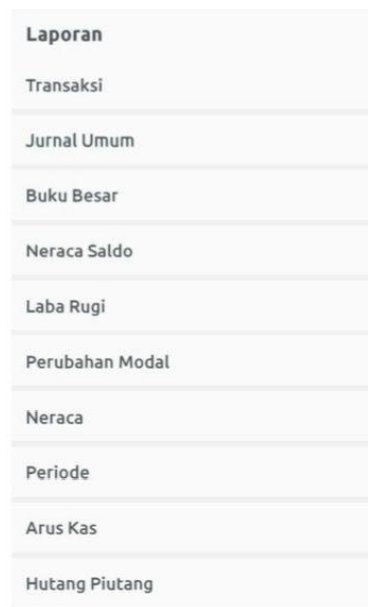 Laporan
Transaksi
Jurnal Umum
Buku Besar
Neraca Saldo
Laba Rugi
Perubahan Modal
Neraca
Periode
Arus Kas
Hutang Piutang